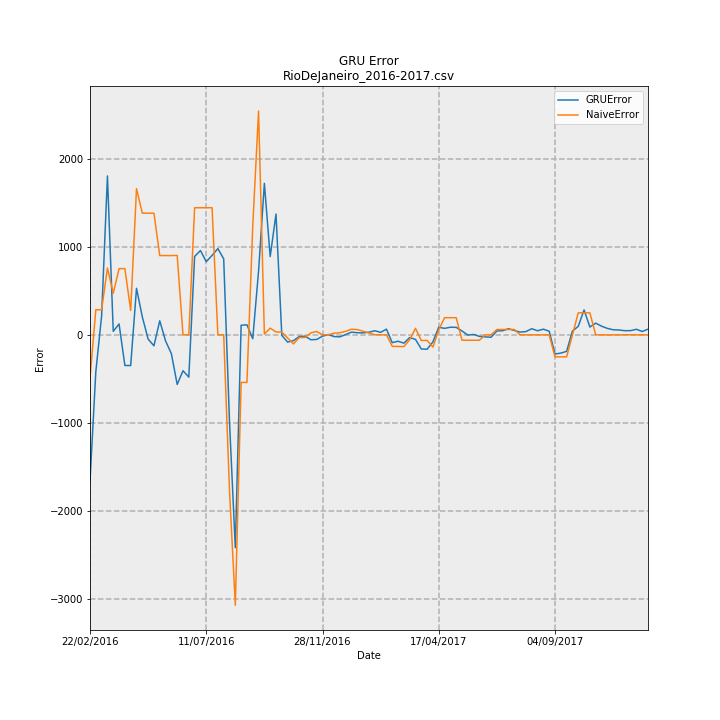 GRU Error
RioDeJaneiro_2016-2017.csv
GRUError
NaiveError
2000
1000
0
−1000
−2000
−3000
Error
22/02/2016
11/07/2016
28/11/2016
17/04/2017
04/09/2017
Date